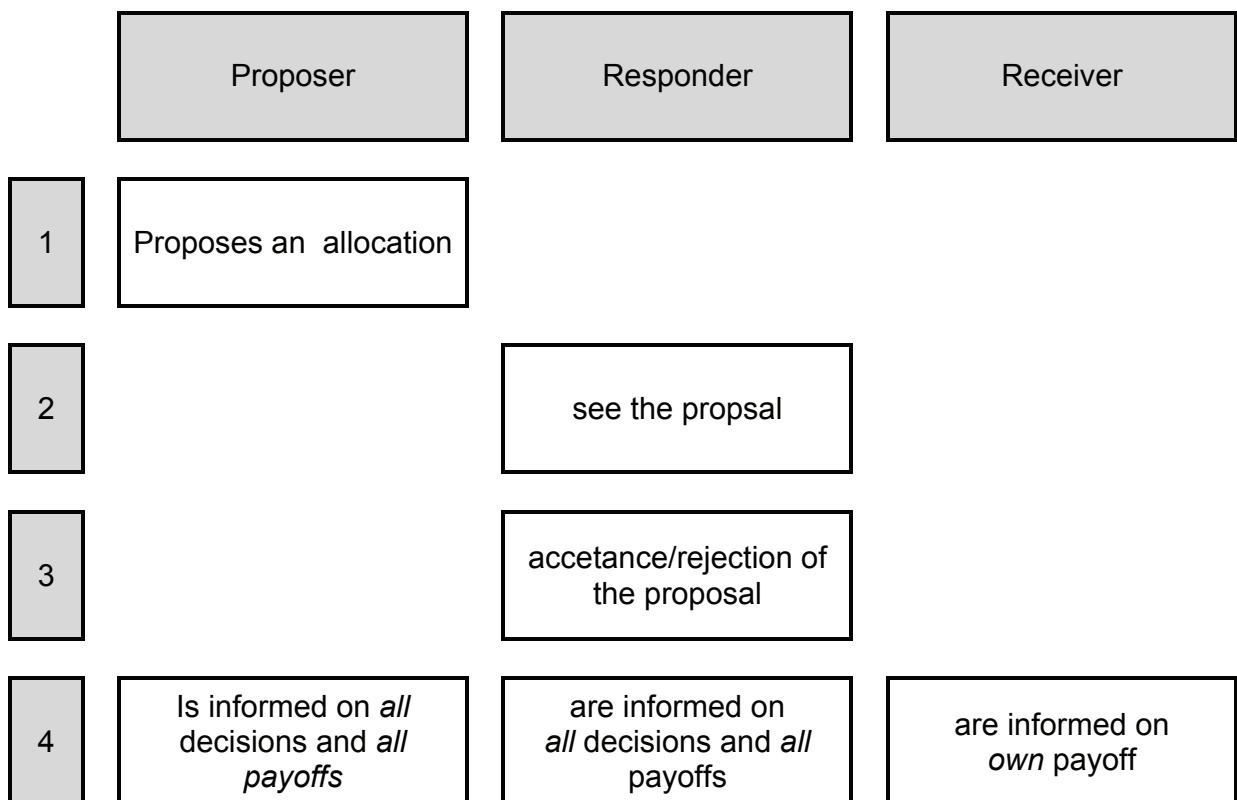 Proposer
Responder
Receiver
1
Proposes an allocation
2
see the propsal
3
accetance/rejection of
the proposal
4
Is informed on all
decisions and all
payoffs
are informed on
all decisions and all
payoffs
are informed on
own payoff